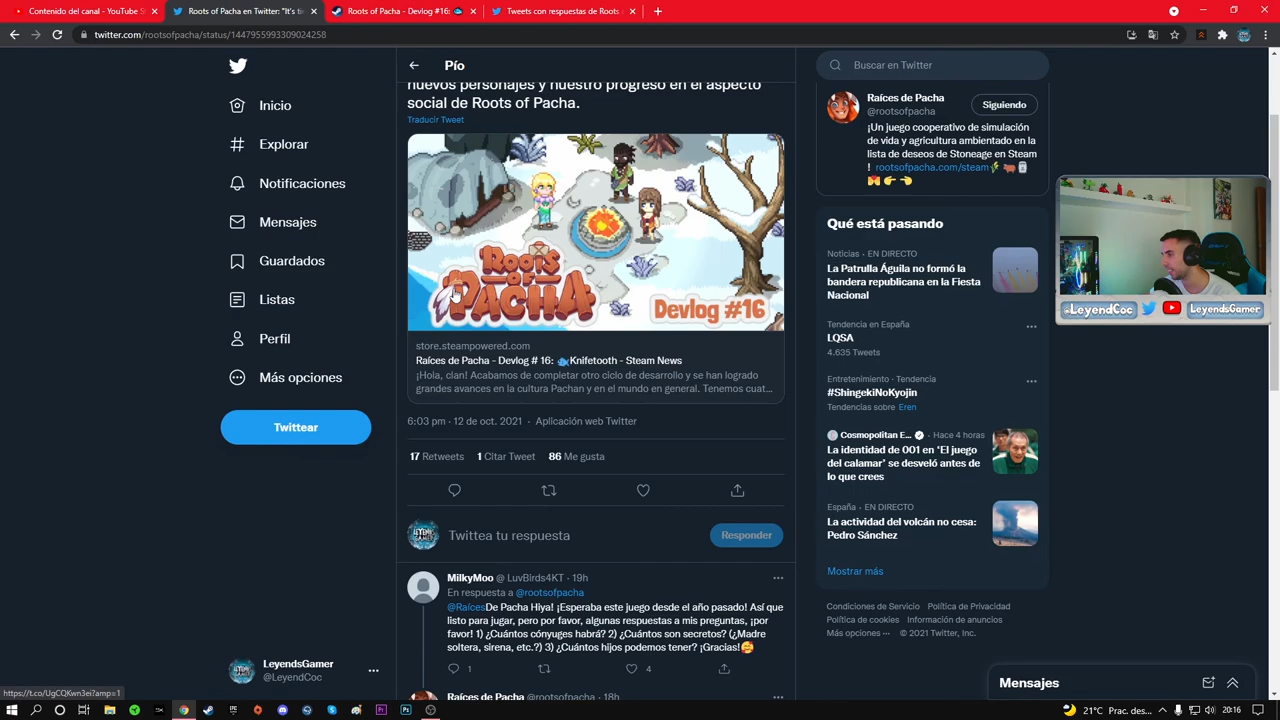 Contenido del canal - YouTube S
Roots of Pacha en Twitter: "It's ti
Roots of Pacha - Devlog #16:
Tweets con respuestas de Roots
twitter.com/rootsofpacha/status/1447955993309024258
Inicio
Explorar
Notificaciones
Mensajes
Guardados
Listas
Perfil
Más opciones
Twittear
LeyendsGamer
@LeyendCoc
https://t.co/UgCQKwn3ei?amp=1
Pío
nuevos personajes y nuestro progreso en el aspecto
social de Roots of Pacha.
Traducir Tweet
ROOTS
OF
PACHA
Devlog #16
store.steampowered.com
Raíces de Pacha - Devlog # 16: 🐟Knifetooth - Steam News
¡Hola, clan! Acabamos de completar otro ciclo de desarrollo y se han logrado
grandes avances en la cultura Pachan y en el mundo en general. Tenemos cuat...
6:03 pm · 12 de oct. 2021 · Aplicación web Twitter
17 Retweets 1 Citar Tweet 86 Me gusta
Twittea tu respuesta
Responder
MilkyMoo @ LuvBirds4KT · 19h
En respuesta a @rootsofpacha
@RaícesDe Pacha Hiya! ¡Esperaba este juego desde el año pasado! Así que
listo para jugar, pero por favor, algunas respuestas a mis preguntas, ¡por
favor! 1) ¿Cuántos cónyuges habrá? 2) ¿Cuántos son secretos? (¿Madre
soltera, sirena, etc.?) 3) ¿Cuántos hijos podemos tener? ¡Gracias!🥰
1 4
Raíces de Pacha @rootsofpacha · 18h
Buscar en Twitter
Raíces de Pacha
@rootsofpacha
Siguiendo
¡Un juego cooperativo de simulación
de vida y agricultura ambientado en la
lista de deseos de Stoneage en Steam
! rootsofpacha.com/steam
Qué está pasando
Noticias · EN DIRECTO
La Patrulla Águila no formó la
bandera republicana en la Fiesta
Nacional
Tendencia en España
LQSA
4.635 Tweets
Entretenimiento · Tendencia
#ShingekiNoKyojin
Tendencias sobre Eren
Cosmopolitan E... · Hace 4 horas
La identidad de 001 en 'El juego
del calamar' se desveló antes de
lo que crees
España · EN DIRECTO
La actividad del volcán no cesa:
Pedro Sánchez
Mostrar más
Condiciones de Servicio Política de Privacidad
Política de cookies Información de anuncios
Más opciones ··· © 2021 Twitter, Inc.
@LeyendCoc LeyendsGamer
Mensajes
21°C Prac. des... 20:16